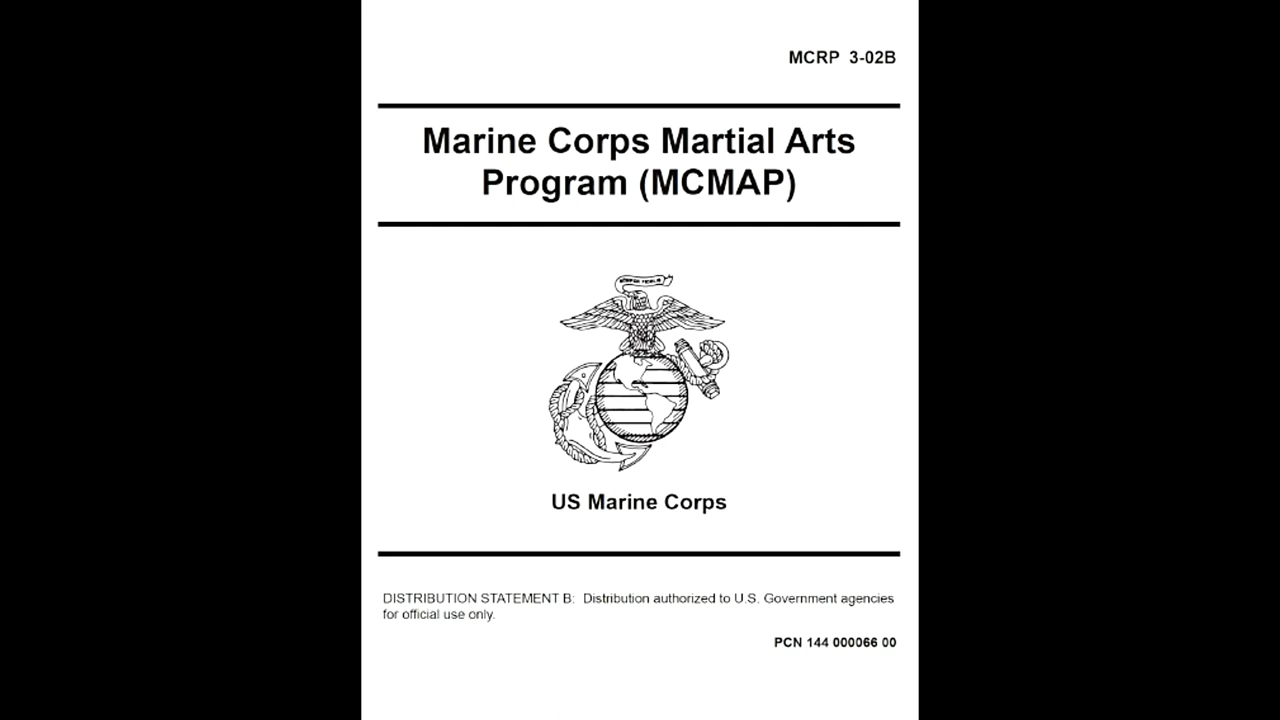 MCRP 3-02B
Marine Corps Martial Arts
Program (MCMAP)
US Marine Corps
DISTRIBUTION STATEMENT B: Distribution authorized to U.S. Government agencies
for official use only.
PCN 144 000066 00